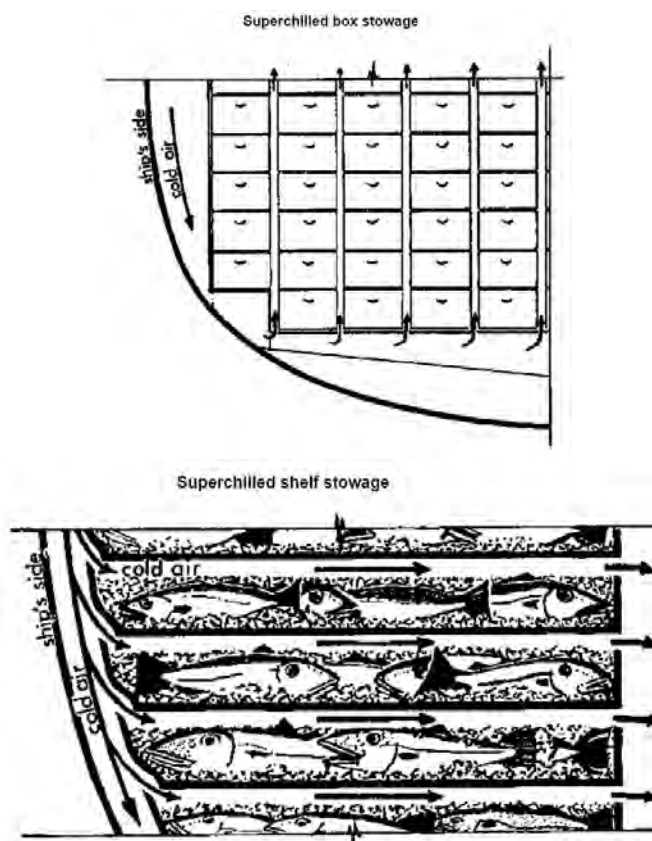 Superchilled box stowage
ship's side
cold air
Superchilled shelf stowage
cold air
ship's side
cold air